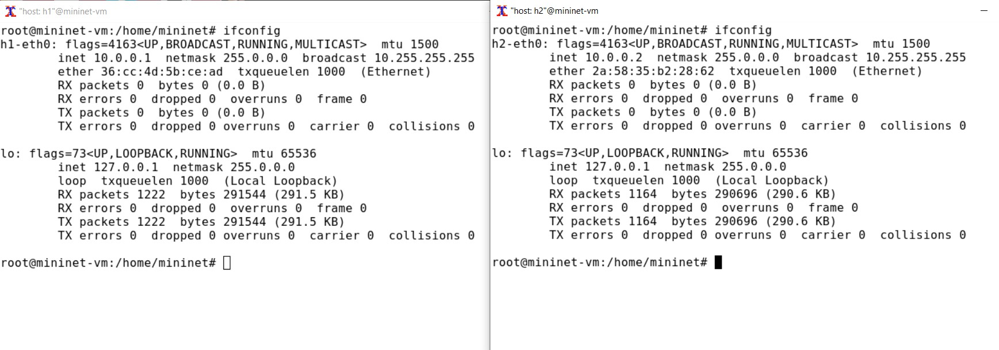 "host: h1"@mininet-vm
root@mininet-vm:/home/mininet# ifconfig
h1-eth0: flags=4163<UP,BROADCAST,RUNNING,MULTICAST>  mtu 1500
        inet 10.0.0.1  netmask 255.0.0.0  broadcast 10.255.255.255
        ether 36:cc:4d:5b:ce:ad  txqueuelen 1000  (Ethernet)
        RX packets 0  bytes 0 (0.0 B)
        RX errors 0  dropped 0  overruns 0  frame 0
        TX packets 0  bytes 0 (0.0 B)
        TX errors 0  dropped 0 overruns 0  carrier 0  collisions 0

lo: flags=73<UP,LOOPBACK,RUNNING>  mtu 65536
        inet 127.0.0.1  netmask 255.0.0.0
        loop  txqueuelen 1000  (Local Loopback)
        RX packets 1222  bytes 291544 (291.5 KB)
        RX errors 0  dropped 0  overruns 0  frame 0
        TX packets 1222  bytes 291544 (291.5 KB)
        TX errors 0  dropped 0 overruns 0  carrier 0  collisions 0

root@mininet-vm:/home/mininet#
"host: h2"@mininet-vm
root@mininet-vm:/home/mininet# ifconfig
h2-eth0: flags=4163<UP,BROADCAST,RUNNING,MULTICAST>  mtu 1500
        inet 10.0.0.2  netmask 255.0.0.0  broadcast 10.255.255.255
        ether 2a:58:35:b2:28:62  txqueuelen 1000  (Ethernet)
        RX packets 0  bytes 0 (0.0 B)
        RX errors 0  dropped 0  overruns 0  frame 0
        TX packets 0  bytes 0 (0.0 B)
        TX errors 0  dropped 0 overruns 0  carrier 0  collisions 0

lo: flags=73<UP,LOOPBACK,RUNNING>  mtu 65536
        inet 127.0.0.1  netmask 255.0.0.0
        loop  txqueuelen 1000  (Local Loopback)
        RX packets 1164  bytes 290696 (290.6 KB)
        RX errors 0  dropped 0  overruns 0  frame 0
        TX packets 1164  bytes 290696 (290.6 KB)
        TX errors 0  dropped 0 overruns 0  carrier 0  collisions 0

root@mininet-vm:/home/mininet#